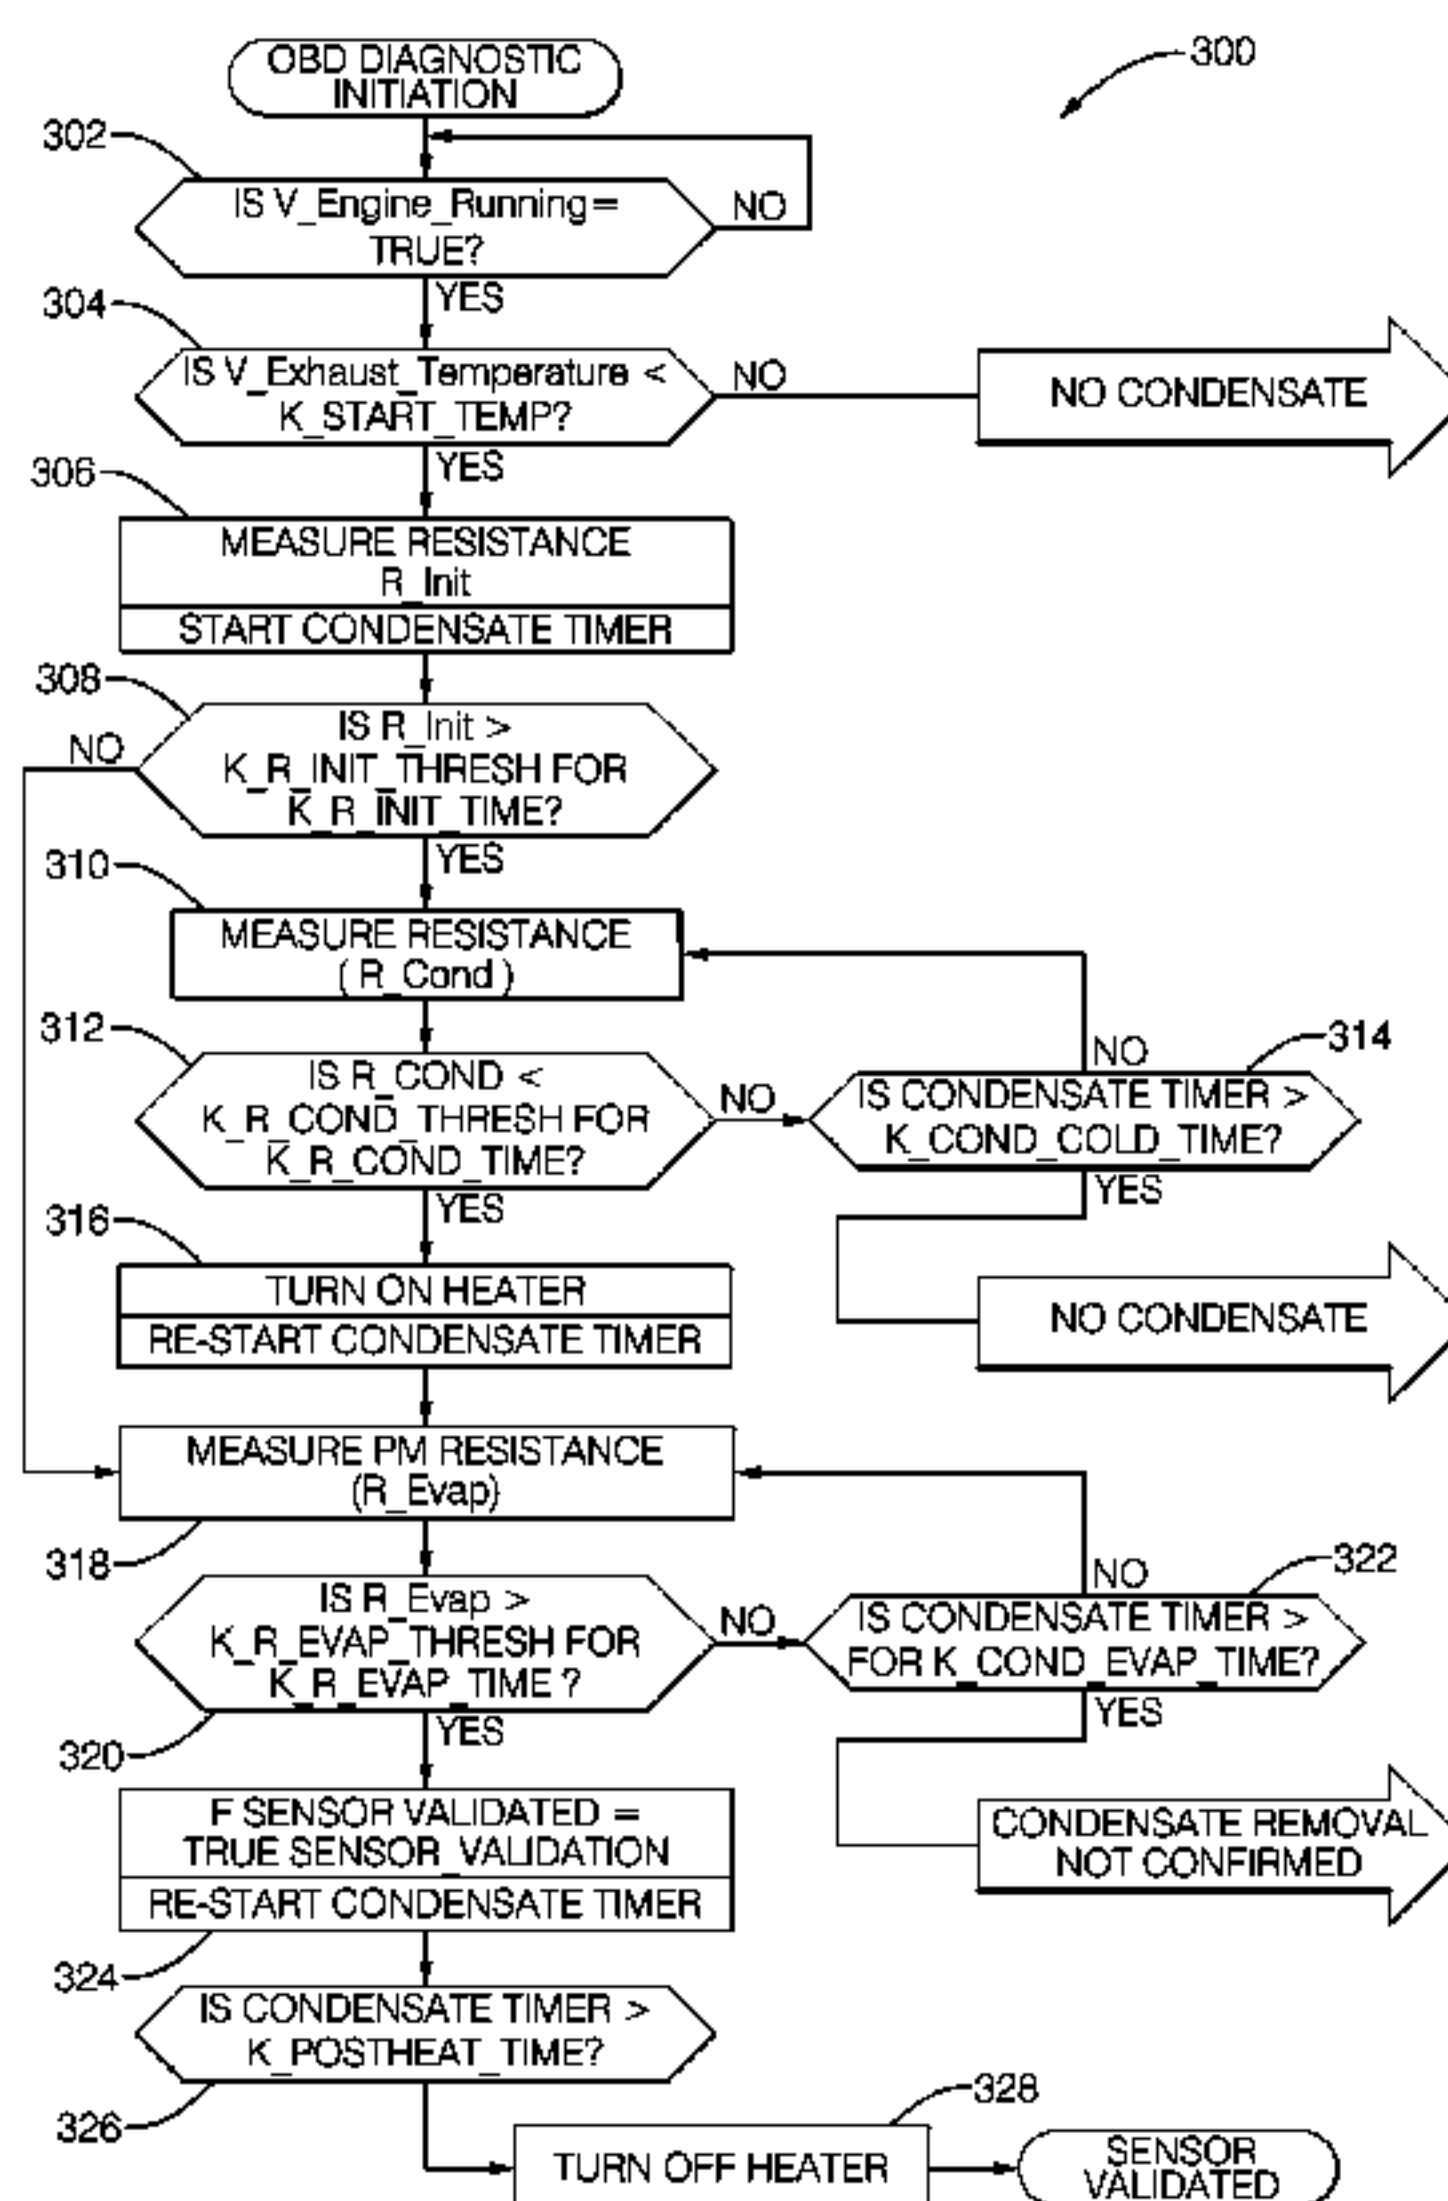 OBD DIAGNOSTIC
INITIATION
300
302
IS V_Engine_Running=
TRUE?
NO
YES
304
IS V_Exhaust_Temperature <
K_START_TEMP?
NO
NO CONDENSATE
YES
306
MEASURE RESISTANCE
R_Init
START CONDENSATE TIMER
308
IS R_Init >
K_R_INIT_THRESH FOR
K_R_INIT_TIME?
NO
YES
310
MEASURE RESISTANCE
( R_Cond )
312
IS R_COND <
K_R_COND_THRESH FOR
K_R_COND_TIME?
NO
NO
314
IS CONDENSATE TIMER >
K_COND_COLD_TIME?
YES
YES
NO CONDENSATE
316
TURN ON HEATER
RE-START CONDENSATE TIMER
MEASURE PM RESISTANCE
(R_Evap)
318
IS R_Evap >
K_R_EVAP_THRESH FOR
K_R_EVAP_TIME ?
NO
NO
322
IS CONDENSATE TIMER >
FOR K_COND_EVAP_TIME?
YES
320
YES
CONDENSATE REMOVAL
NOT CONFIRMED
F SENSOR VALIDATED =
TRUE SENSOR_VALIDATION
RE-START CONDENSATE TIMER
324
IS CONDENSATE TIMER >
K_POSTHEAT_TIME?
326
328
TURN OFF HEATER
SENSOR
VALIDATED